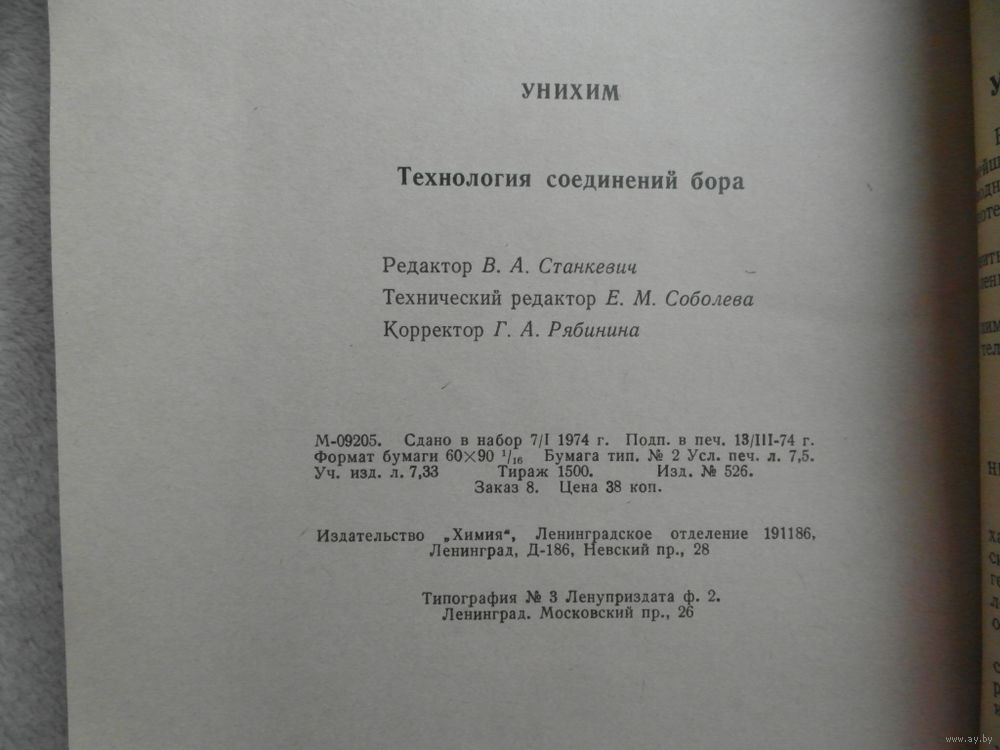 УНИХИМ
Технология соединений бора
Редактор В. А. Станкевич
Технический редактор Е. М. Соболева
Корректор Г. А. Рябинина
М-09205. Сдано в набор 7/I 1974 г. Подп. в печ. 13/III-74 г.
Формат бумаги 60×90 1/16 Бумага тип. № 2 Усл. печ. л. 7,5.
Уч. изд. л. 7,33 Тираж 1500. Изд. № 526.
Заказ 8. Цена 38 коп.
Издательство „Химия“, Ленинградское отделение 191186,
Ленинград, Д-186, Невский пр., 28
Типография № 3 Ленуприздата ф. 2.
Ленинград. Московский пр., 26
www.ay.by